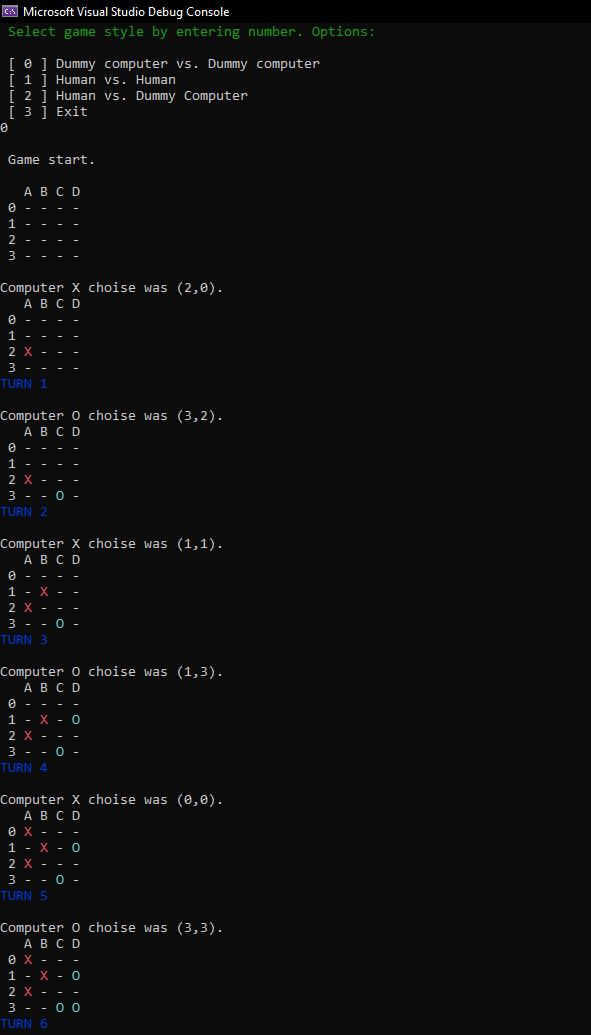 Microsoft Visual Studio Debug Console
Select game style by entering number. Options:
[ 0 ] Dummy computer vs. Dummy computer
[ 1 ] Human vs. Human
[ 2 ] Human vs. Dummy Computer
[ 3 ] Exit
0
Game start.
A B C D
0 - - - -
1 - - - -
2 - - - -
3 - - - -
Computer X choise was (2,0).
A B C D
0 - - - -
1 - - - -
2 X - - -
3 - - - -
TURN 1
Computer O choise was (3,2).
A B C D
0 - - - -
1 - - - -
2 X - - -
3 - - O -
TURN 2
Computer X choise was (1,1).
A B C D
0 - - - -
1 - X - -
2 X - - -
3 - - O -
TURN 3
Computer O choise was (1,3).
A B C D
0 - - - -
1 - X - O
2 X - - -
3 - - O -
TURN 4
Computer X choise was (0,0).
A B C D
0 X - - -
1 - X - O
2 X - - -
3 - - O -
TURN 5
Computer O choise was (3,3).
A B C D
0 X - - -
1 - X - O
2 X - - -
3 - - O O
TURN 6